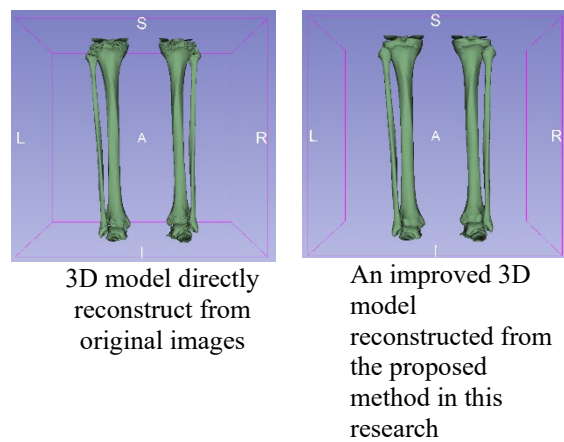 S
L
A
R
I
S
L
A
R
I
3D model directly
reconstruct from
original images
An improved 3D
model
reconstructed from
the proposed
method in this
research